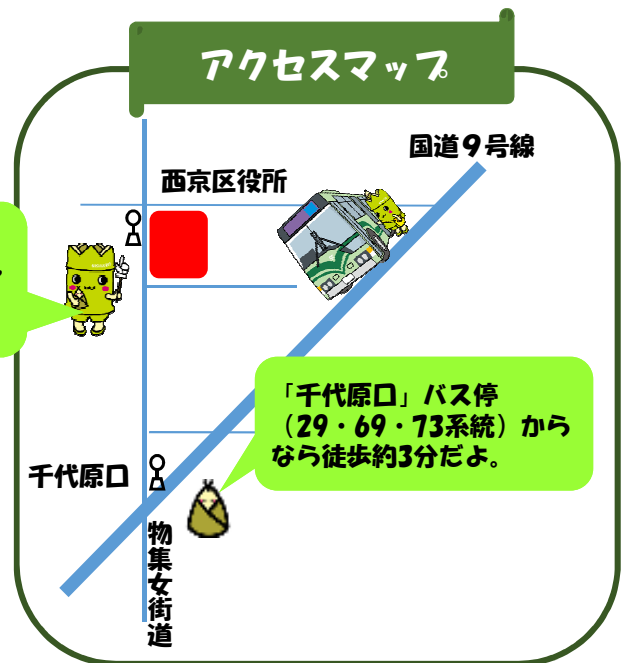 アクセスマップ
国道９号線
西京区役所
「千代原口」バス停
（29・69・73系統）から
なら徒歩約3分だよ。
千代原口
物集女街道